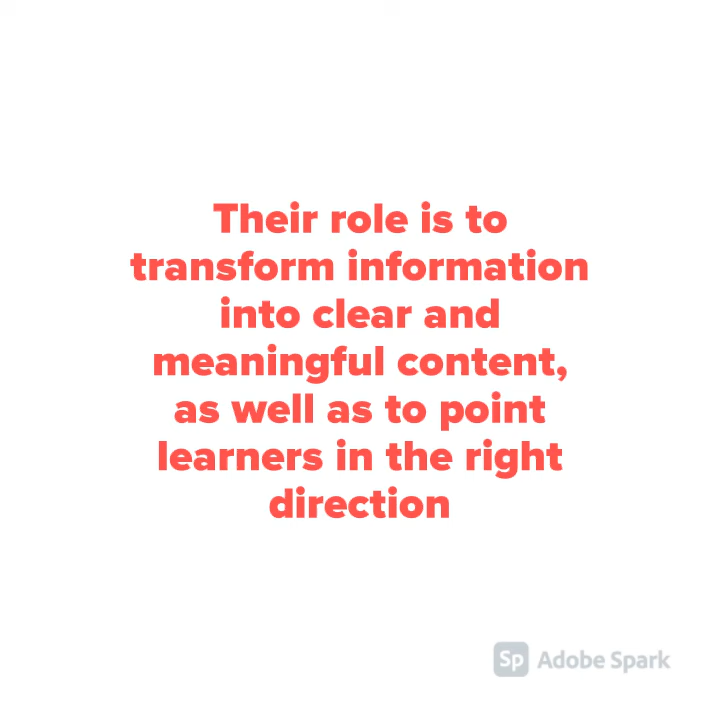 Their role is to
transform information
into clear and
meaningful content,
as well as to point
learners in the right
direction
Sp Adobe Spark